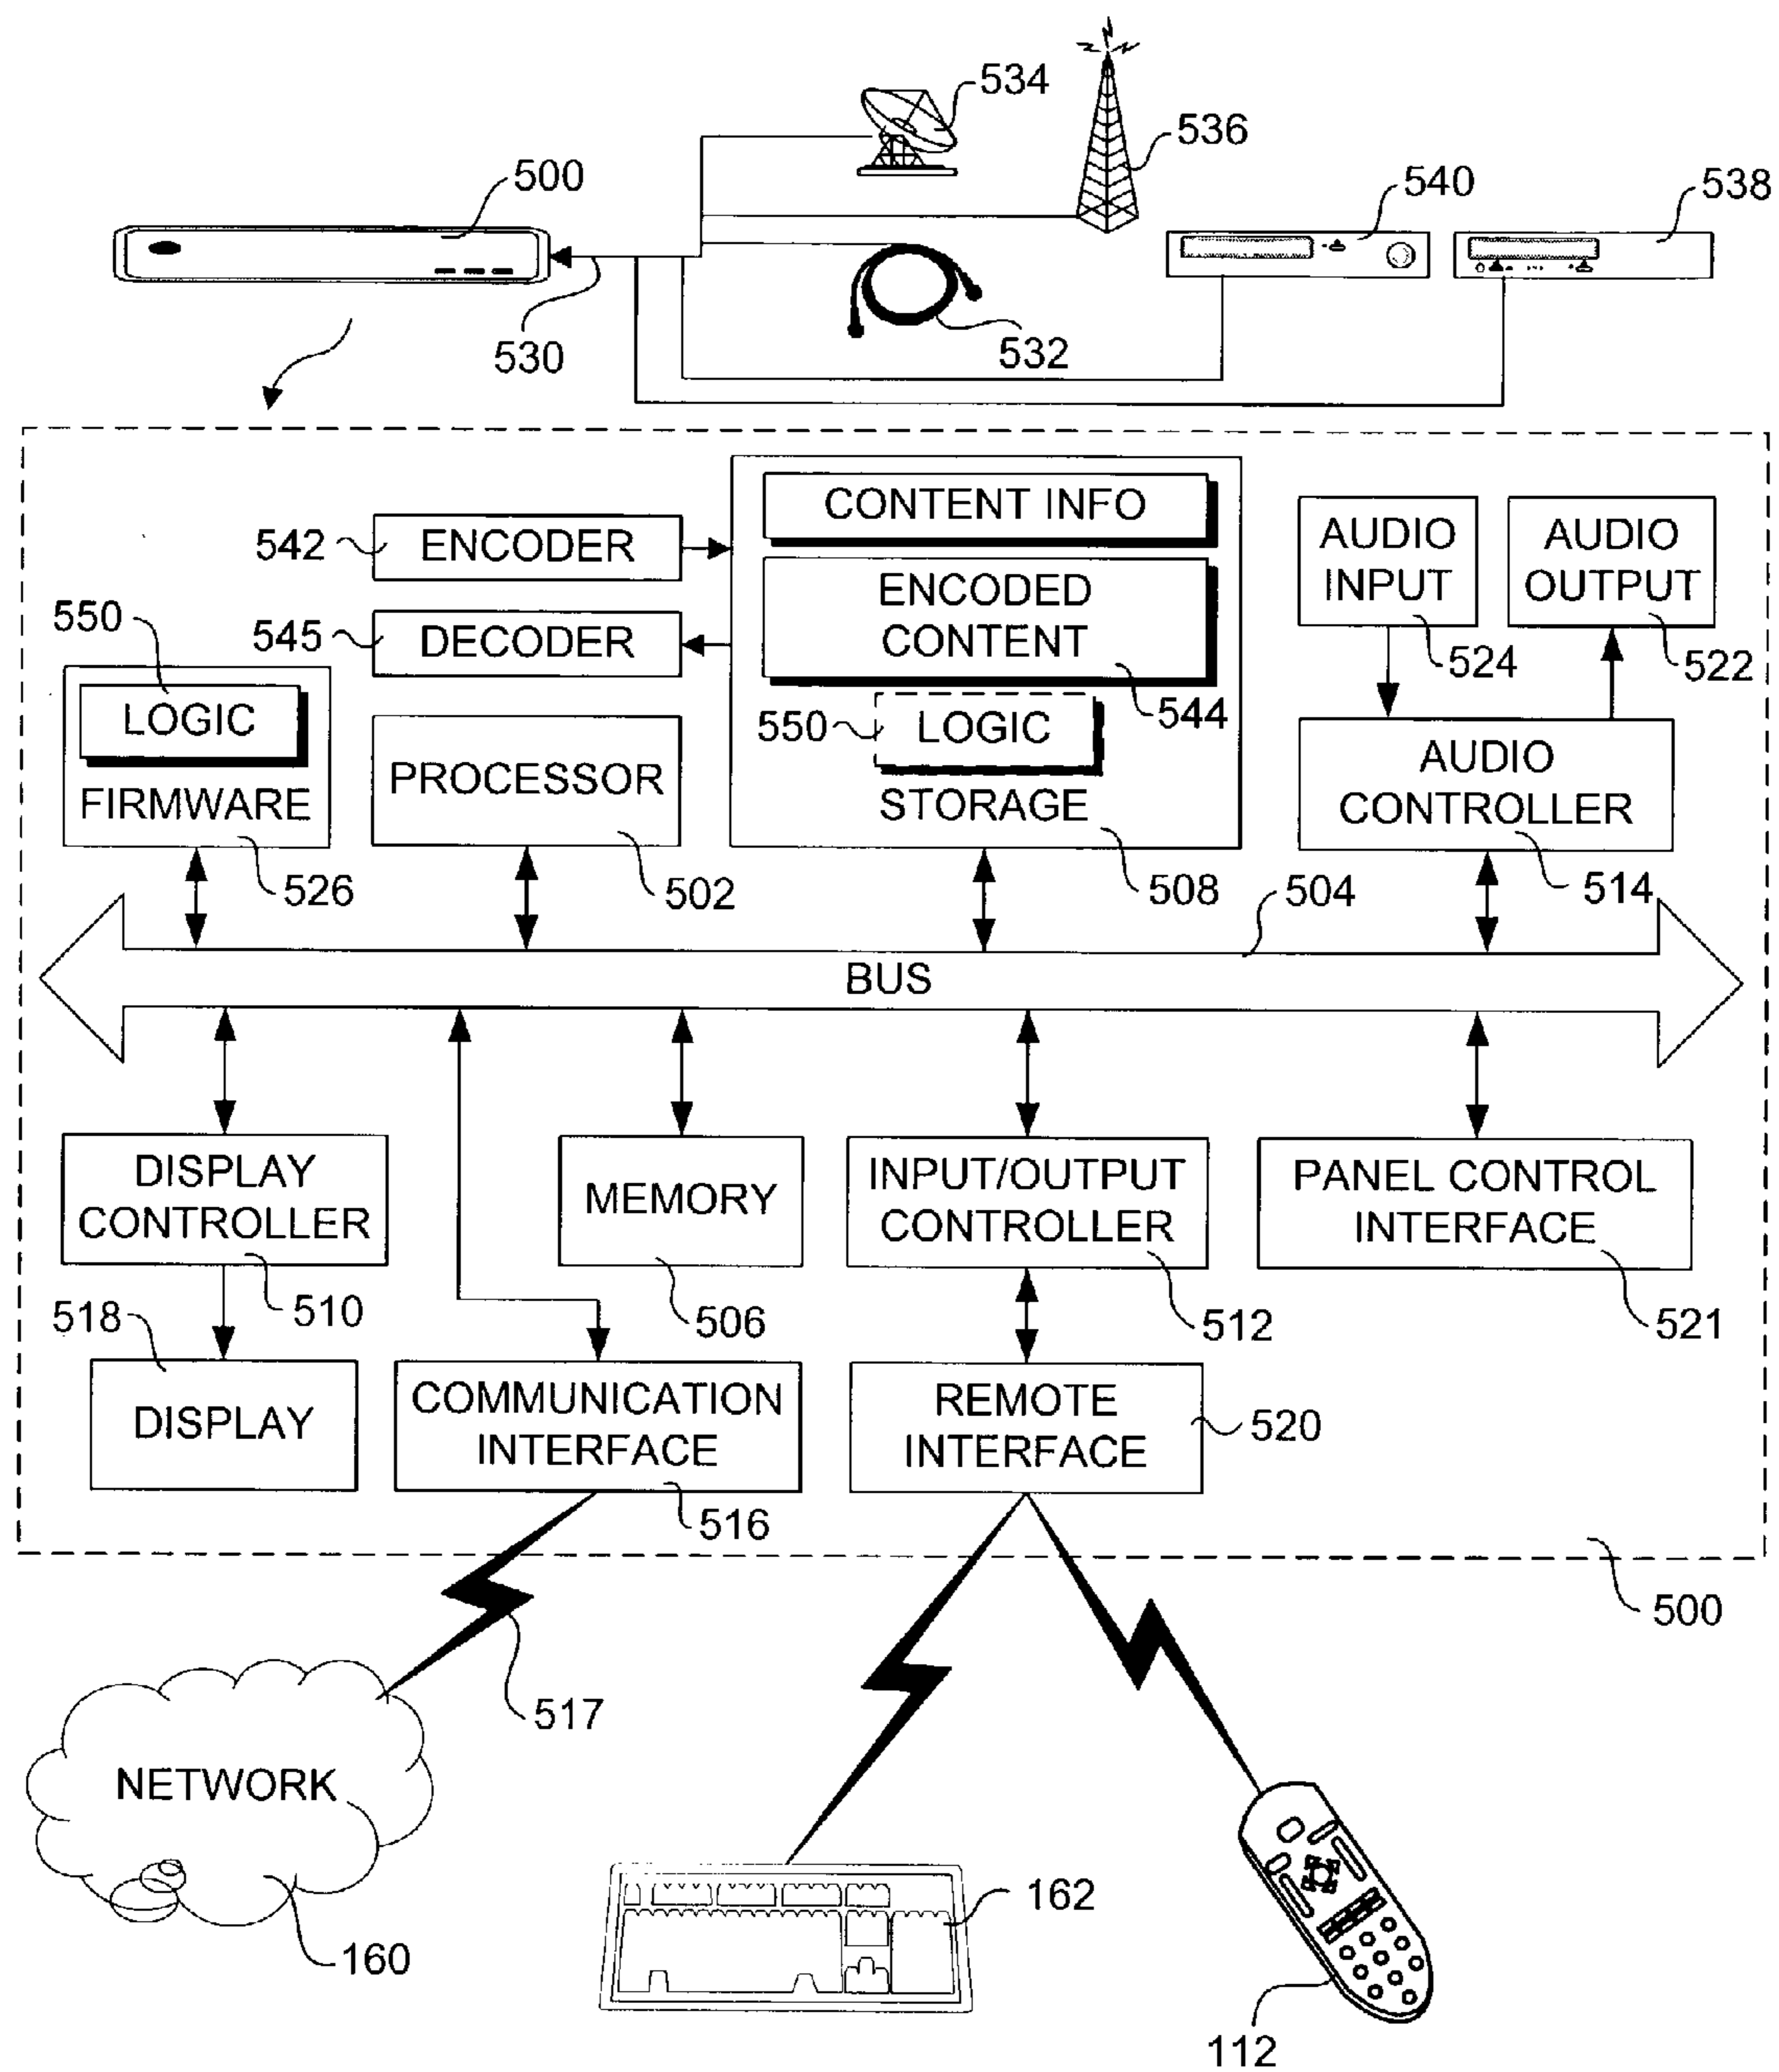 534
536
500
540
538
530
532
CONTENT INFO
542
ENCODER
AUDIO
INPUT
AUDIO
OUTPUT
ENCODED
CONTENT
550
545
DECODER
524
522
LOGIC
550
LOGIC
544
PROCESSOR
AUDIO
CONTROLLER
FIRMWARE
STORAGE
526
502
508
504
514
BUS
DISPLAY
CONTROLLER
MEMORY
INPUT/OUTPUT
CONTROLLER
PANEL CONTROL
INTERFACE
518
510
506
512
521
DISPLAY
COMMUNICATION
INTERFACE
REMOTE
INTERFACE
520
516
500
517
NETWORK
162
160
112